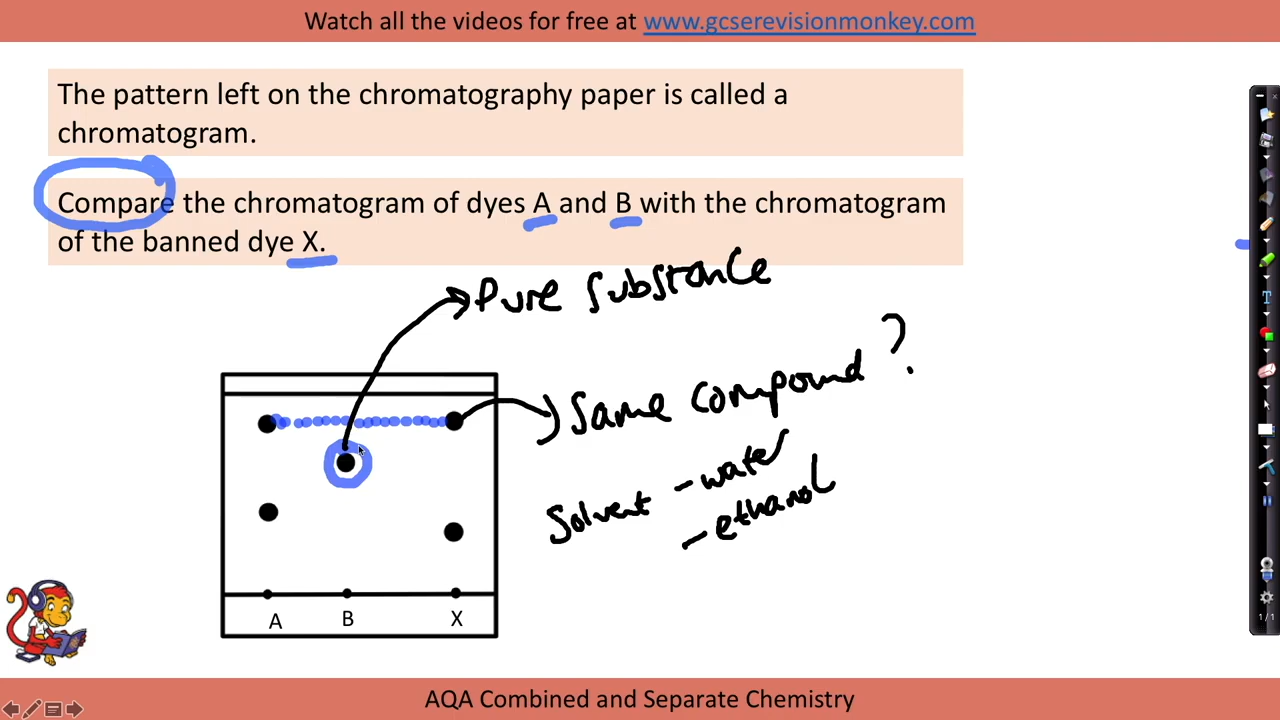 Watch all the videos for free at www.gcserevisionmonkey.com
The pattern left on the chromatography paper is called a
chromatogram.
Compare the chromatogram of dyes A and B with the chromatogram
of the banned dye X.
Pure substance
Same compound?
Solvent - water
- ethanol
A B X
1 / 1
AQA Combined and Separate Chemistry